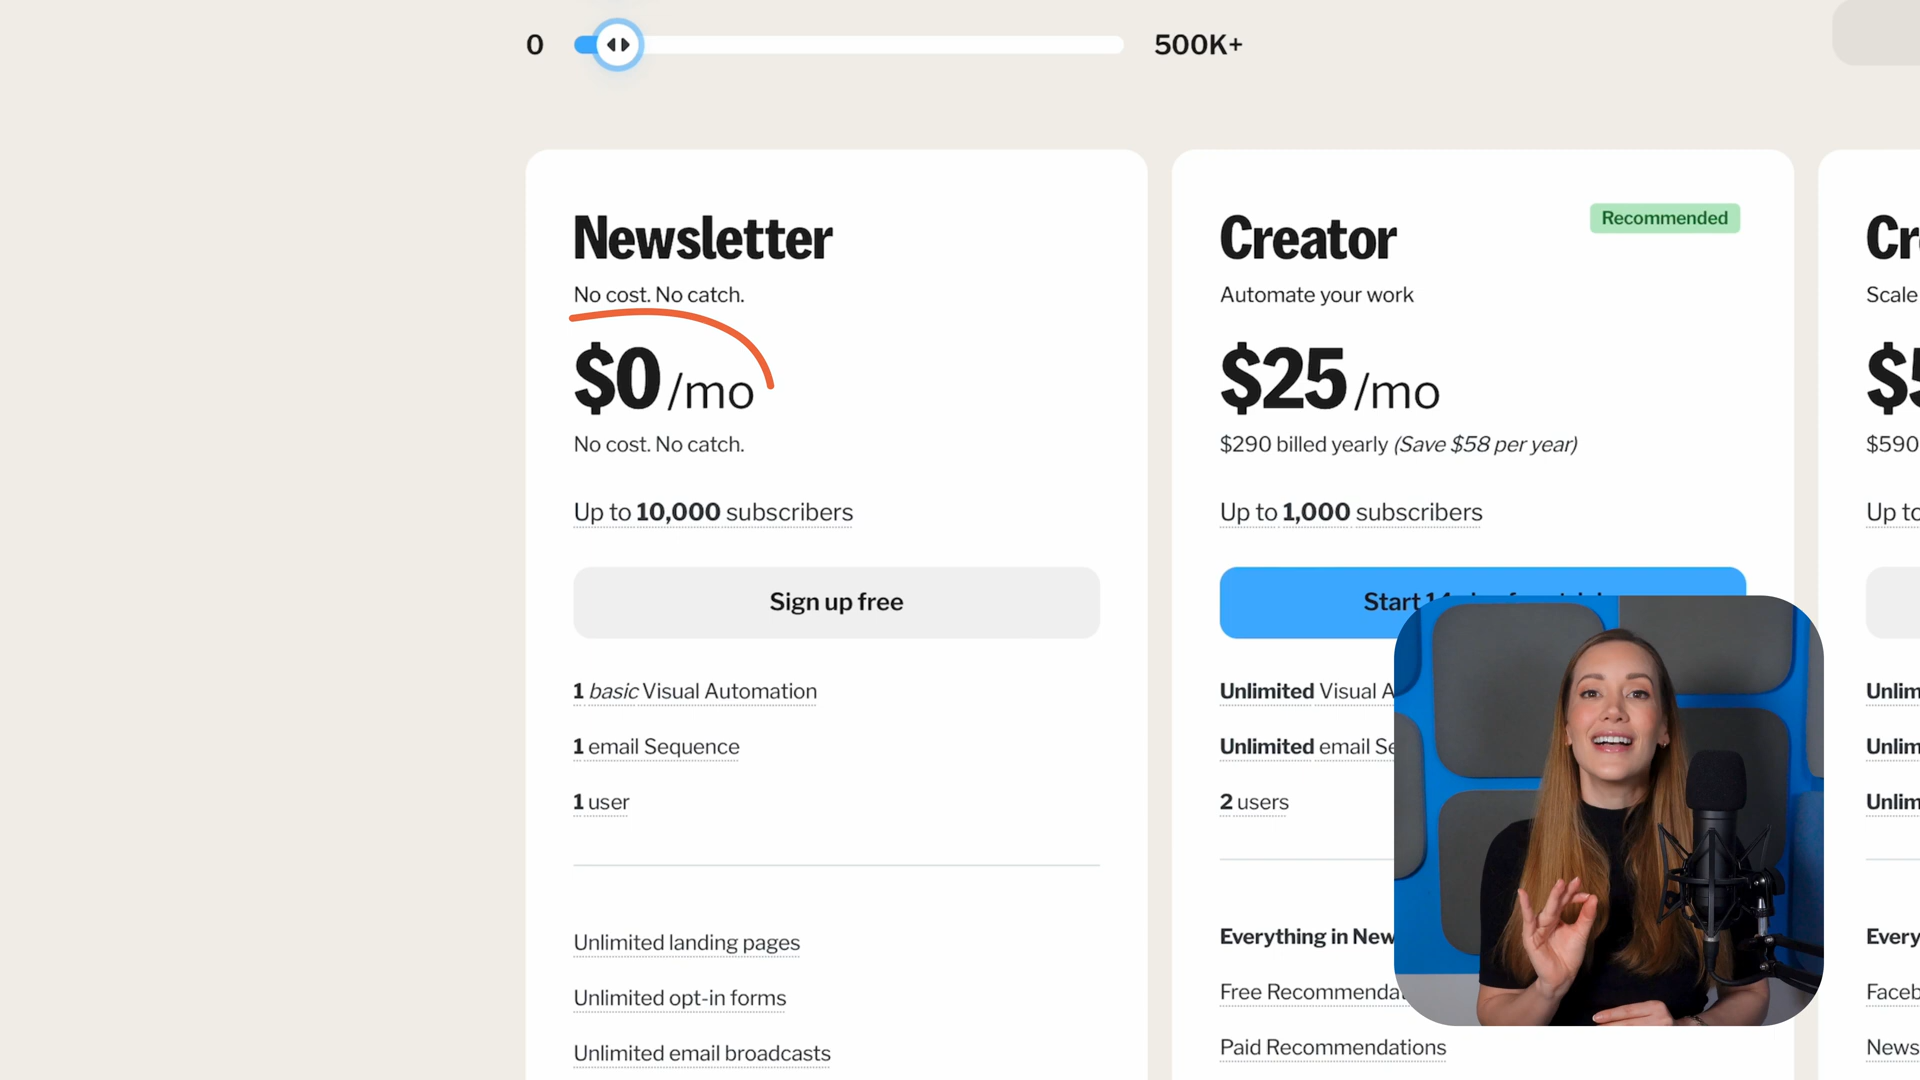 0
500K+
Newsletter
No cost. No catch.
$0 /mo
No cost. No catch.
Up to 10,000 subscribers
Sign up free
1 basic Visual Automation
1 email Sequence
1 user
Unlimited landing pages
Unlimited opt-in forms
Unlimited email broadcasts
Creator
Recommended
Automate your work
$25 /mo
$290 billed yearly (Save $58 per year)
Up to 1,000 subscribers
Start
Unlimited Visual A
Unlimited email Se
2 users
Everything in New
Free Recommenda
Paid Recommendations
Cr
Scale
$5
$590
Up to
Unlim
Unlim
Unlim
Every
Faceb
News